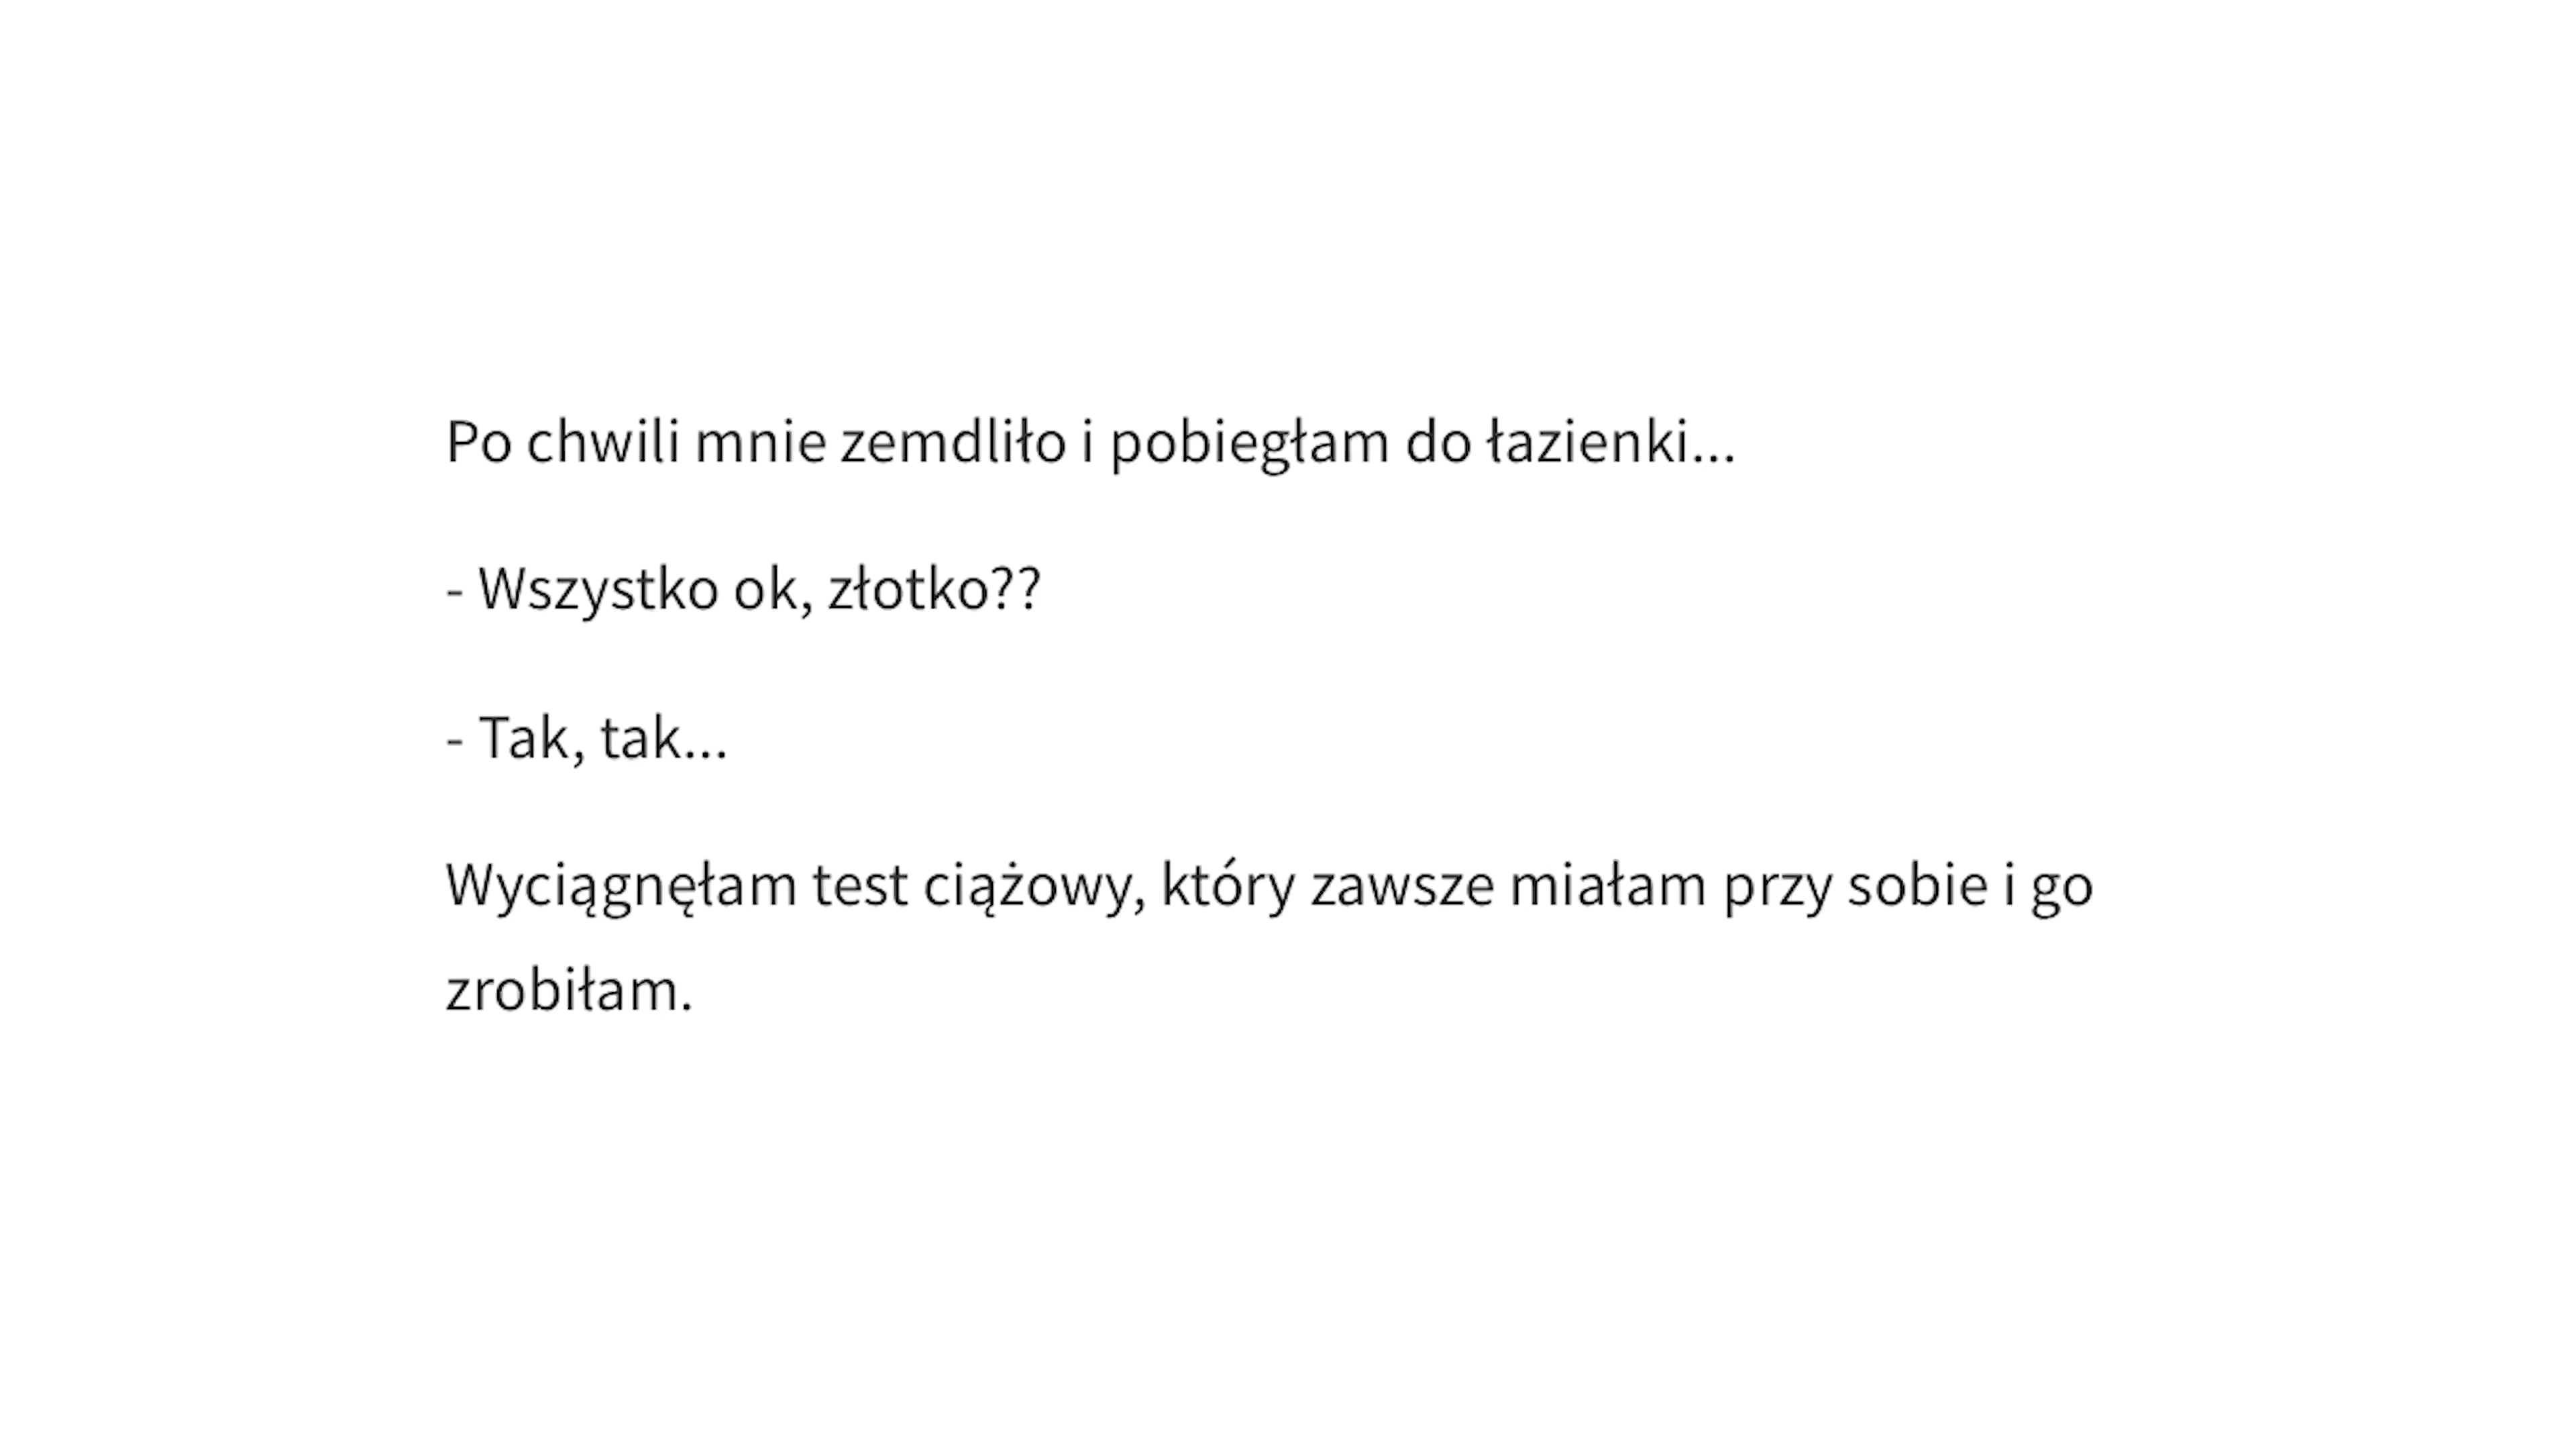 Po chwili mnie zemdliło i pobiegłam do łazienki...
- Wszystko ok, złotko??
- Tak, tak...
Wyciągnęłam test ciążowy, który zawsze miałam przy sobie i go
zrobiłam.